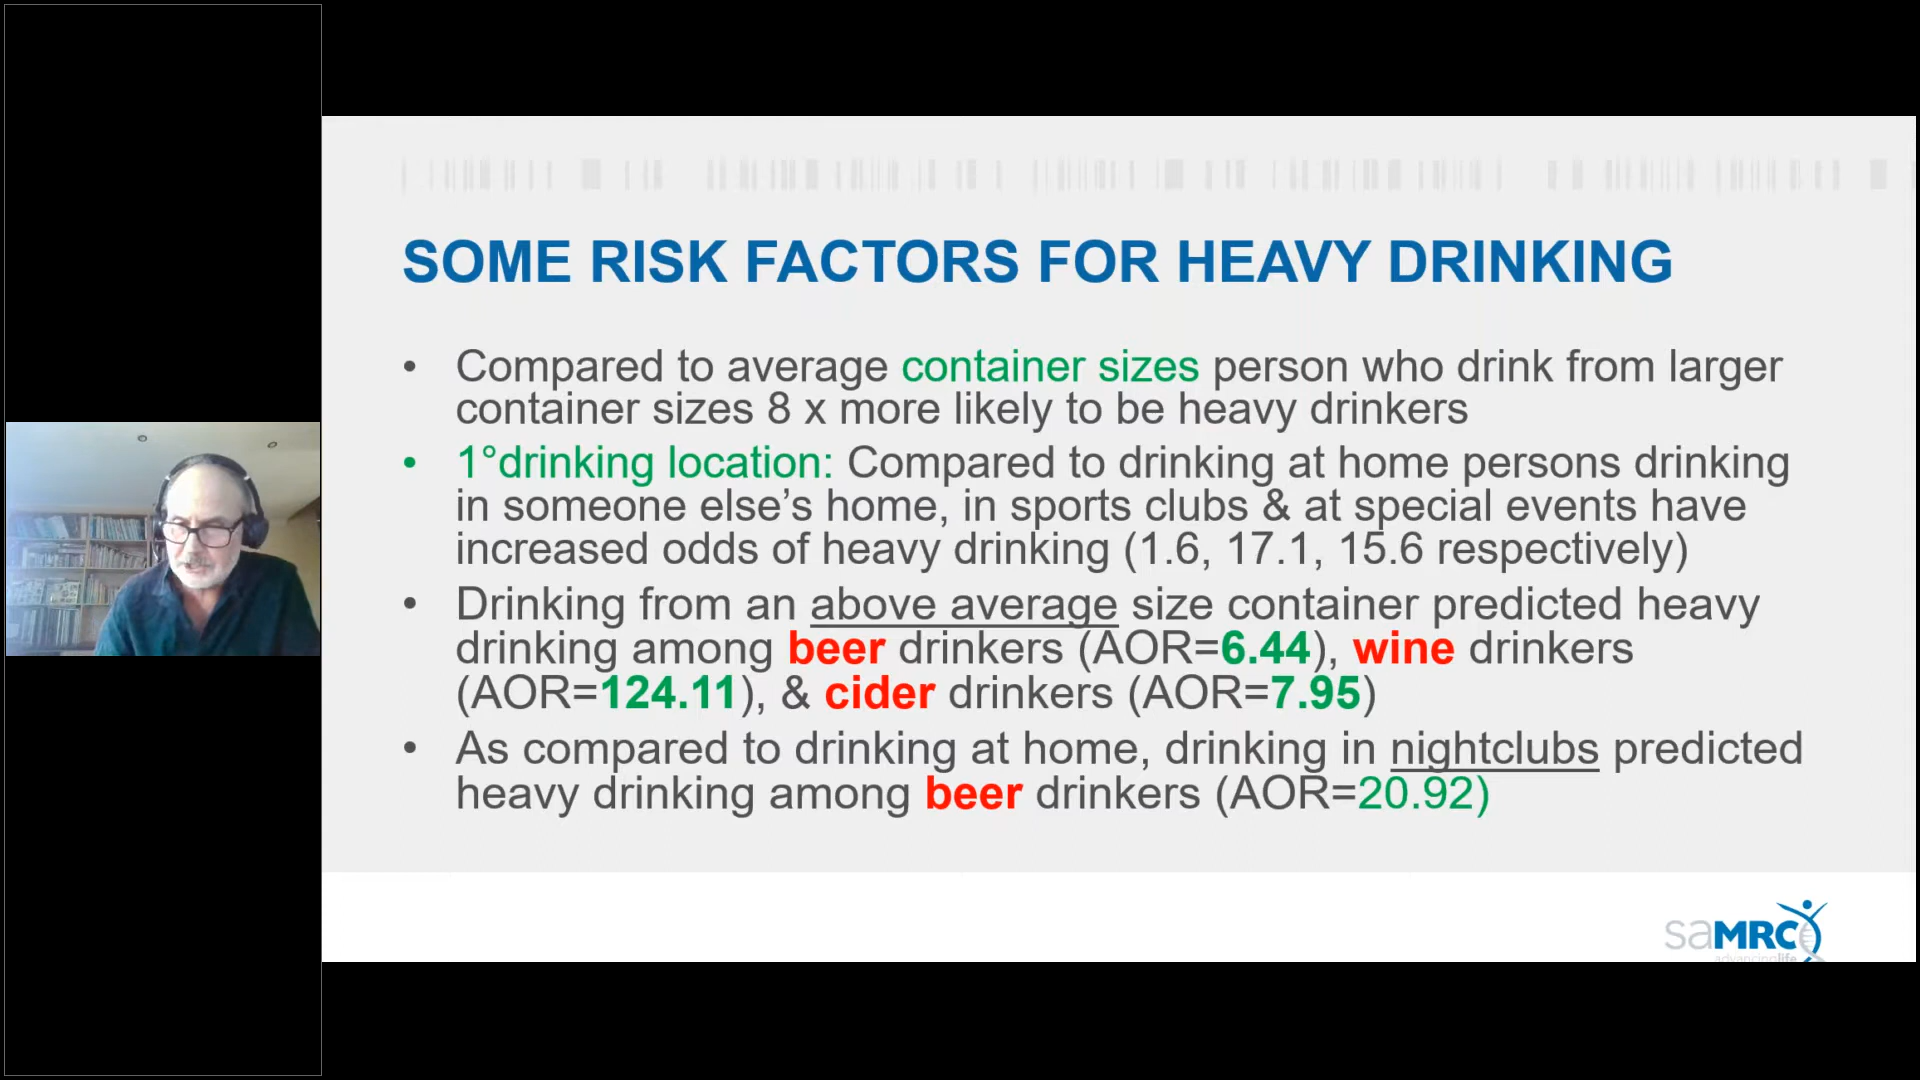 SOME RISK FACTORS FOR HEAVY DRINKING
• Compared to average container sizes person who drink from larger
container sizes 8 x more likely to be heavy drinkers
• 1°drinking location: Compared to drinking at home persons drinking
in someone else’s home, in sports clubs & at special events have
increased odds of heavy drinking (1.6, 17.1, 15.6 respectively)
• Drinking from an above average size container predicted heavy
drinking among beer drinkers (AOR=6.44), wine drinkers
(AOR=124.11), & cider drinkers (AOR=7.95)
• As compared to drinking at home, drinking in nightclubs predicted
heavy drinking among beer drinkers (AOR=20.92)
saMRC
advancinglife